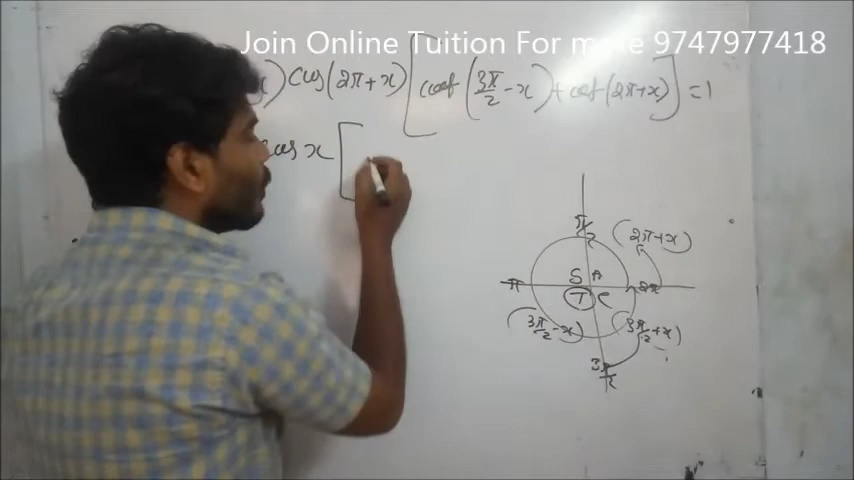 Join Online Tuition For more 9747977418
x) cos(2π+x) [cot(3π/2-x)+cot(2π+x)] =1
cos x [
π/2
(2π+x)
S A
π 2π
T C
(3π/2-x) (3π/2+x)
3π/2